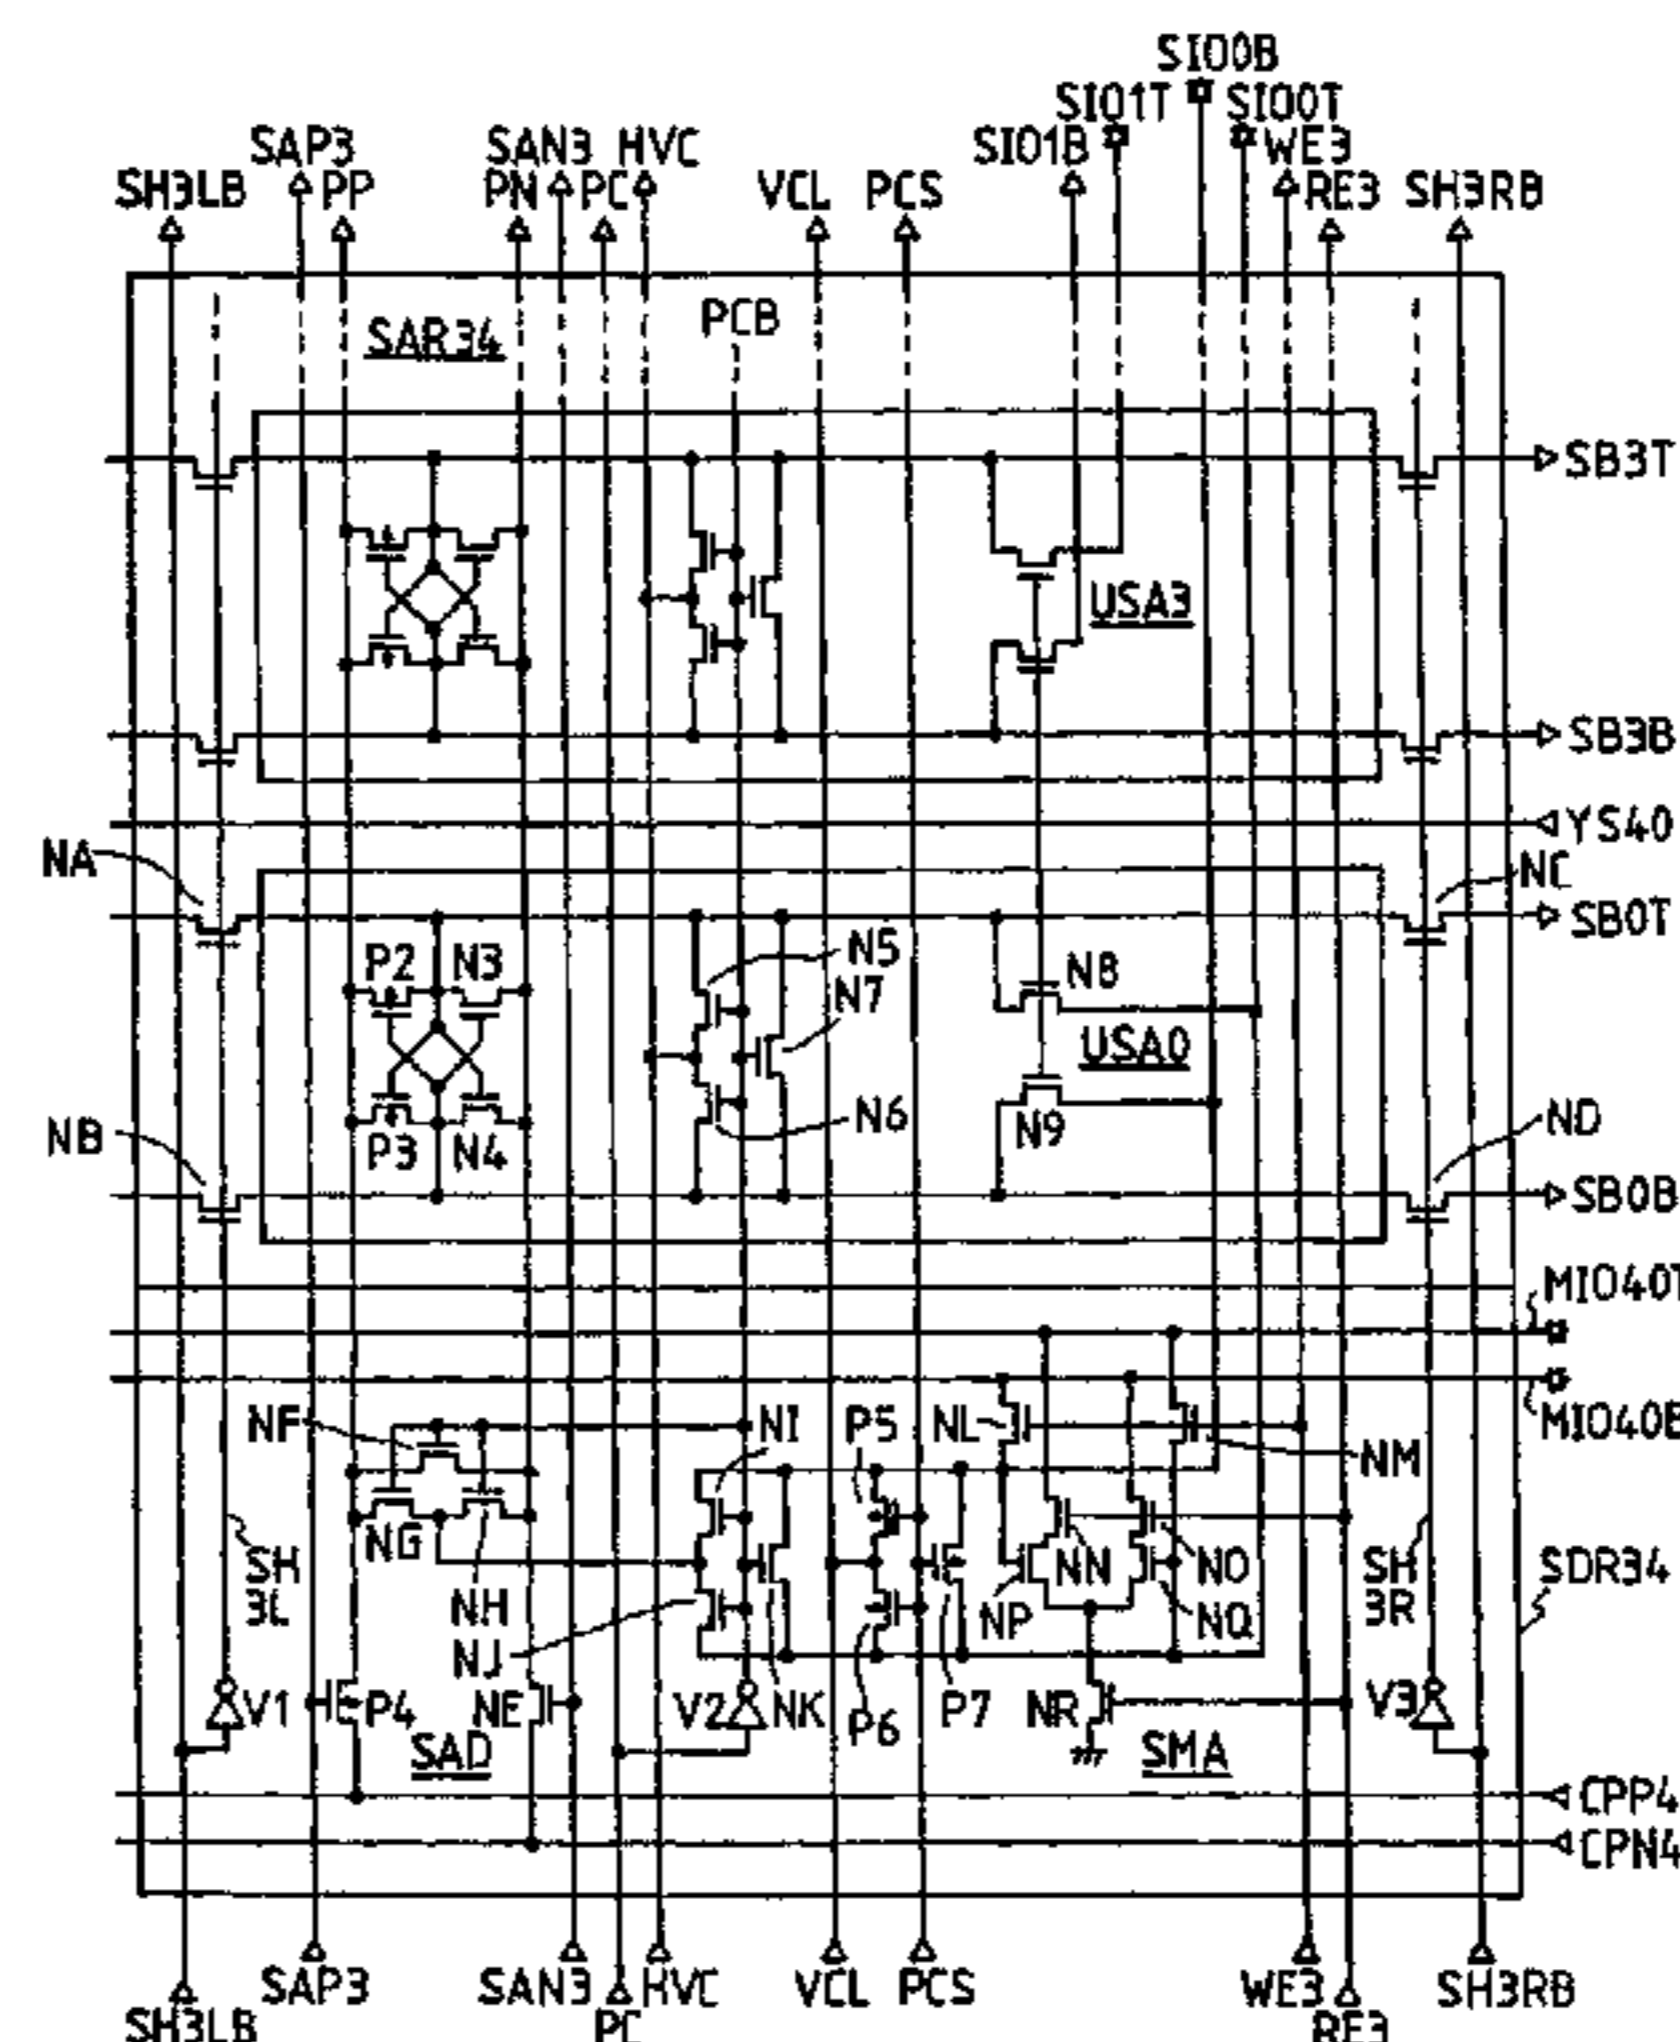 SIO0B
SIO1T SIO0T
SAP3 SAN3 HVC SIO1B WE3
SH3LB PP PN PC VCL PCS RE3 SH3RB
PCB
SAR34
SB3T
USA3
SB3B
YS40
NA NC
SB0T
P2 N3 N5 N8
N7
USA0
N6 N9 ND
NB P3 N4
SB0B
MIO40T
NF NI P5 NL MIO40B
NM
NG
SH NN NO SH SDR34
3L NH NP NQ 3R
NJ
V1 P4 NE V2 NK P6 P7 NR V3
SAD SMA
CPP4
CPN4
SAP3 SAN3 HVC VCL PCS WE3 SH3RB
SH3LB PC RE3